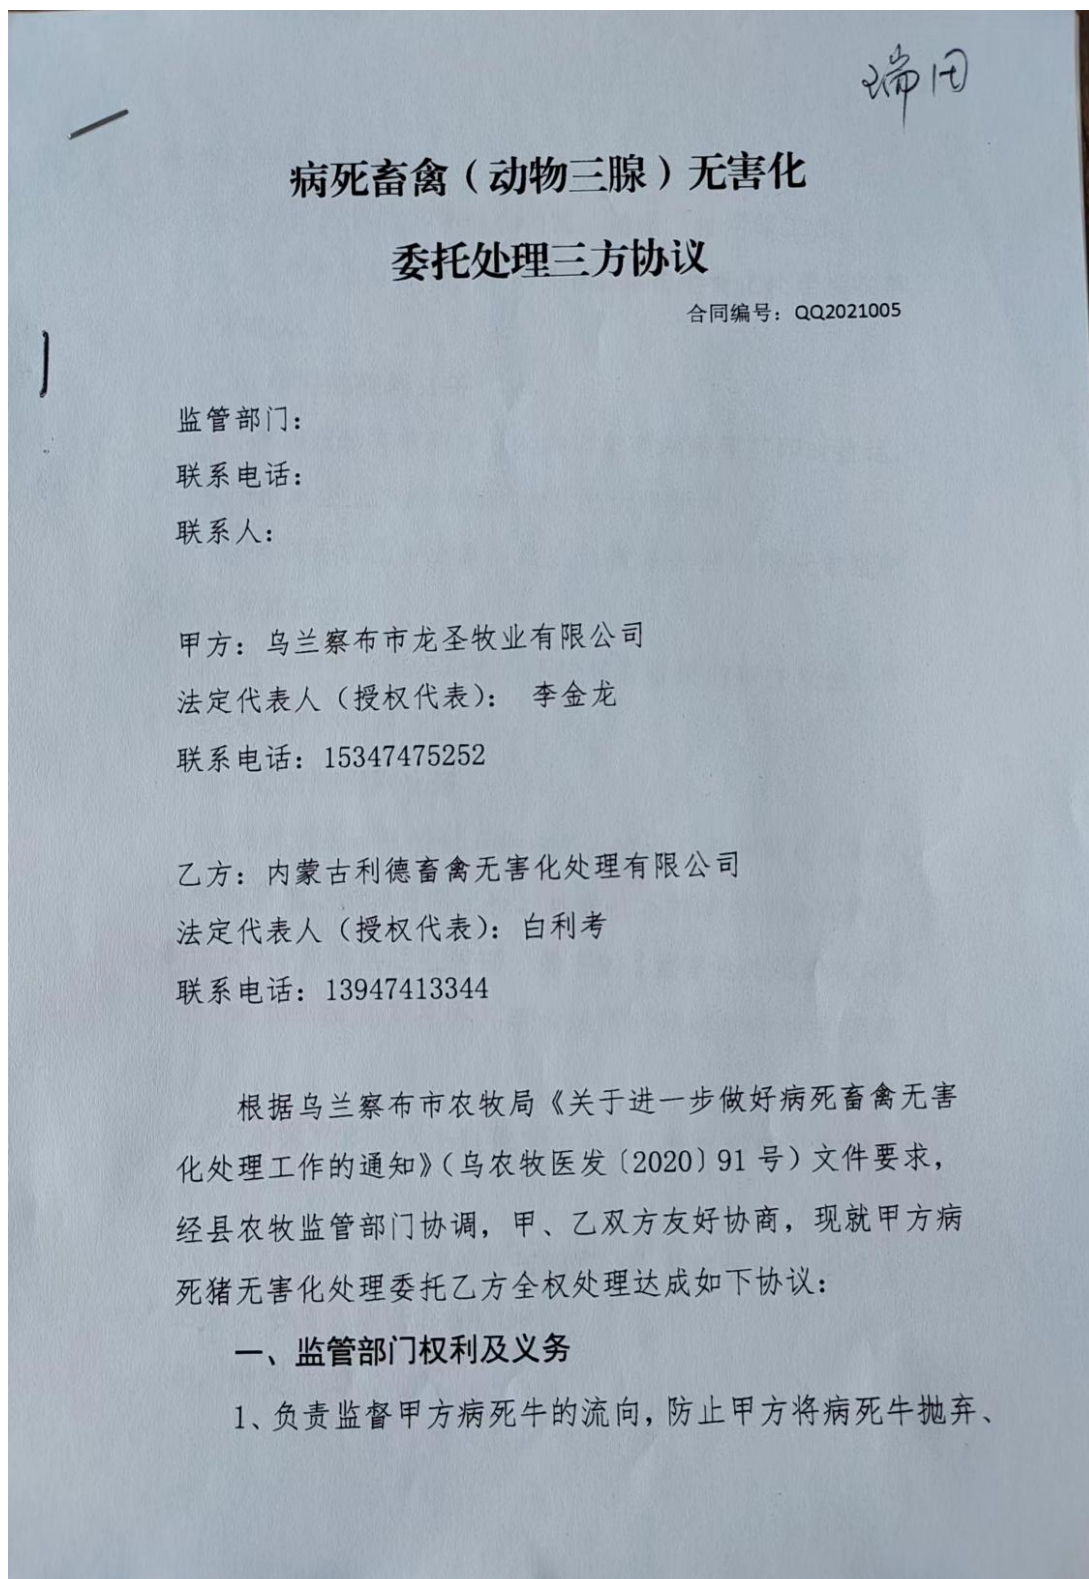 瑞田
病死畜禽（动物三腺）无害化
委托处理三方协议
合同编号：QQ2021005
监管部门：
联系电话：
联系人：
甲方：乌兰察布市龙圣牧业有限公司
法定代表人（授权代表）： 李金龙
联系电话：15347475252
乙方：内蒙古利德畜禽无害化处理有限公司
法定代表人（授权代表）：白利考
联系电话：13947413344
根据乌兰察布市农牧局《关于进一步做好病死畜禽无害
化处理工作的通知》（乌农牧医发〔2020〕91 号）文件要求，
经县农牧监管部门协调，甲、乙双方友好协商，现就甲方病
死猪无害化处理委托乙方全权处理达成如下协议：
一、监管部门权利及义务
1、负责监督甲方病死牛的流向，防止甲方将病死牛抛弃、